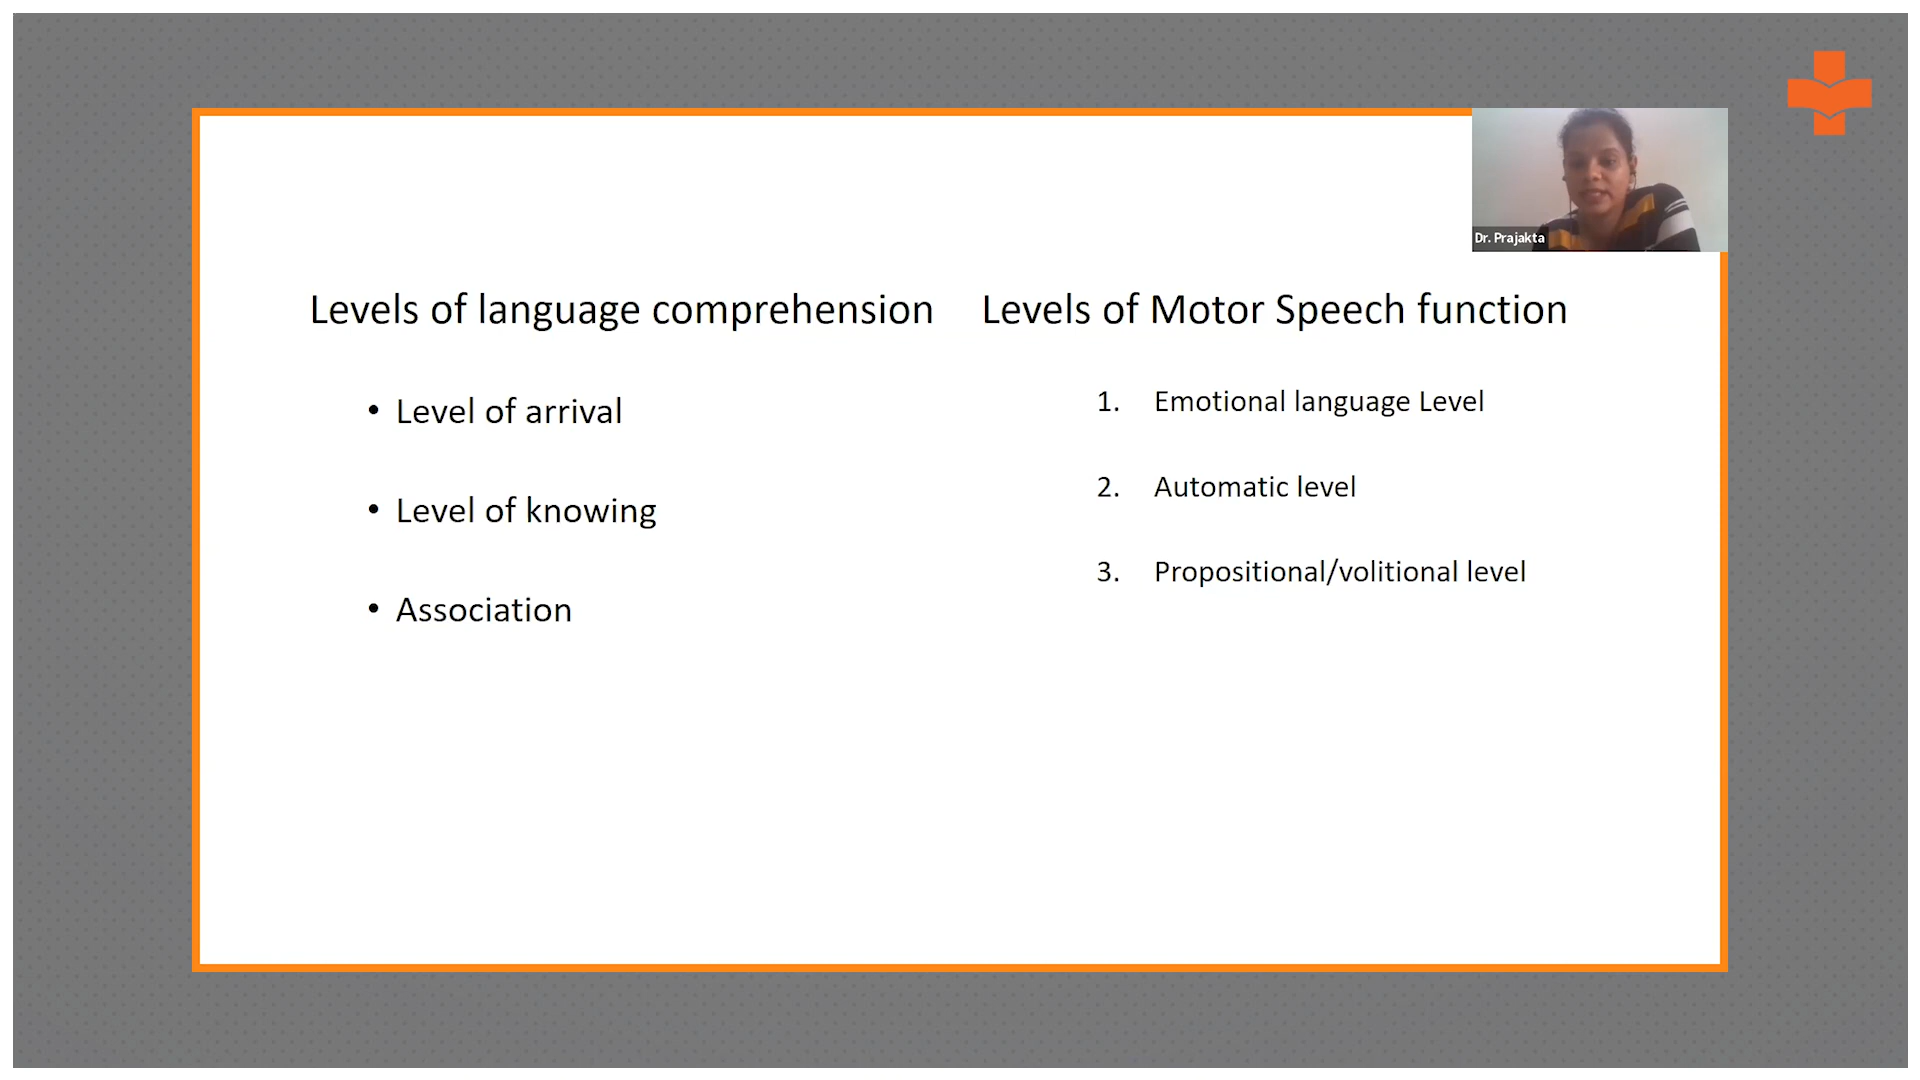 Dr. Prajakta
Levels of language comprehension
• Level of arrival
• Level of knowing
• Association
Levels of Motor Speech function
1. Emotional language Level
2. Automatic level
3. Propositional/volitional level